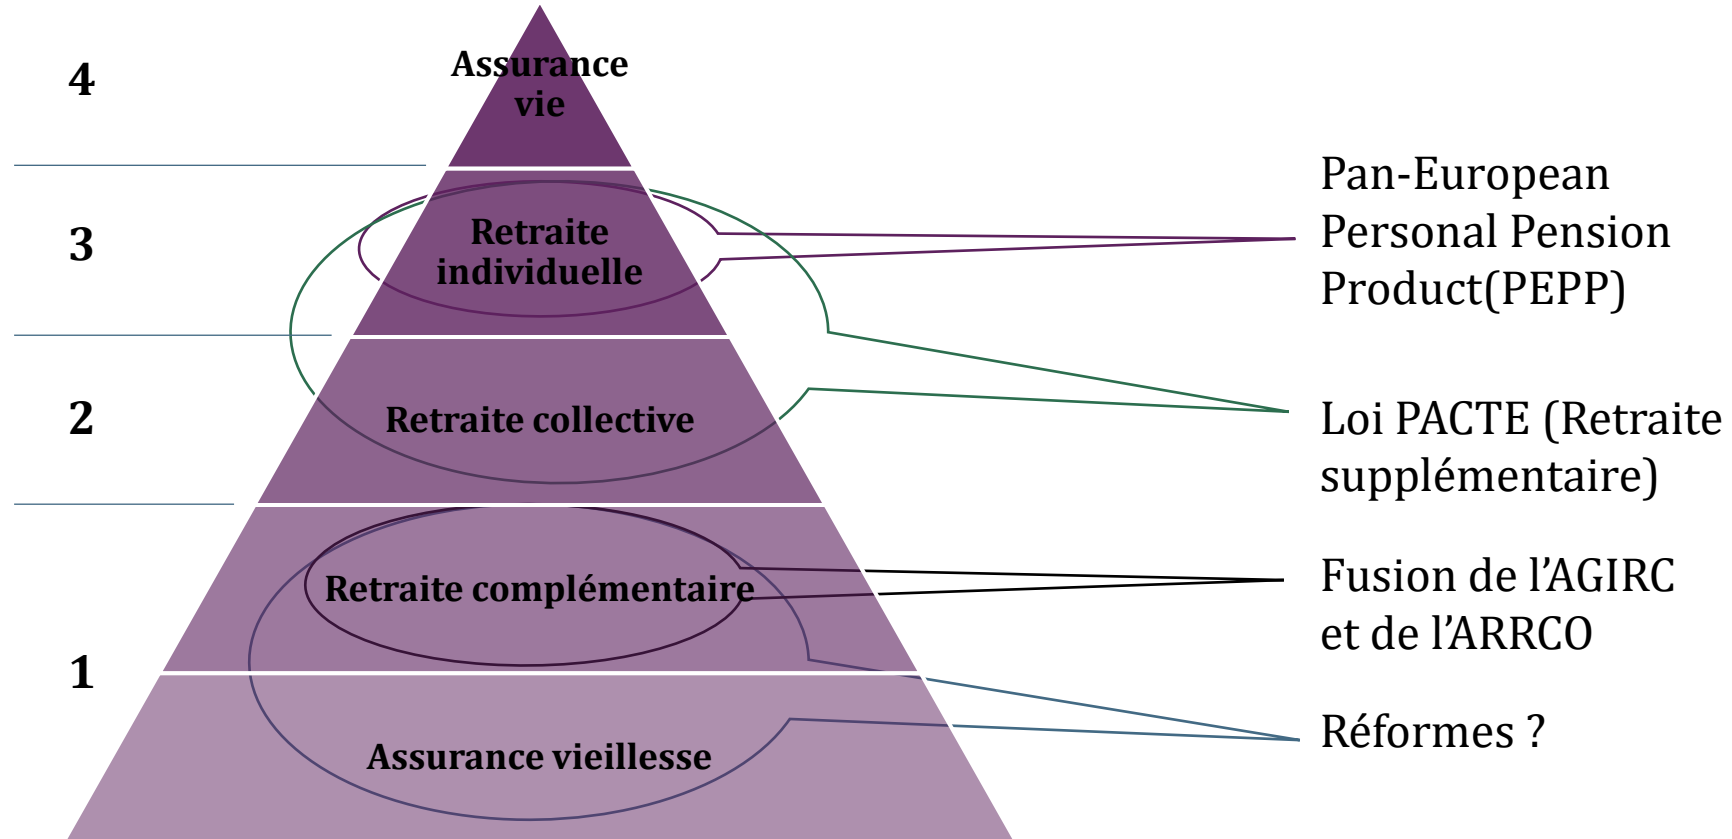 4
Assurance
vie
3
Retraite
individuelle
Pan-European
Personal Pension
Product(PEPP)
2
Retraite collective
Loi PACTE (Retraite
supplémentaire)
1
Retraite complémentaire
Fusion de l’AGIRC
et de l’ARRCO
Assurance vieillesse
Réformes ?